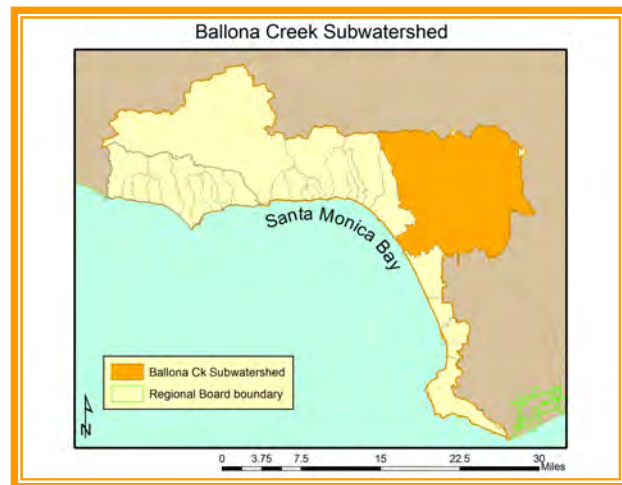 Ballona Creek Subwatershed
Santa Monica Bay
Ballona Ck Subwatershed
Regional Board boundary
N
0 3.75 7.5 15 22.5 30
Miles